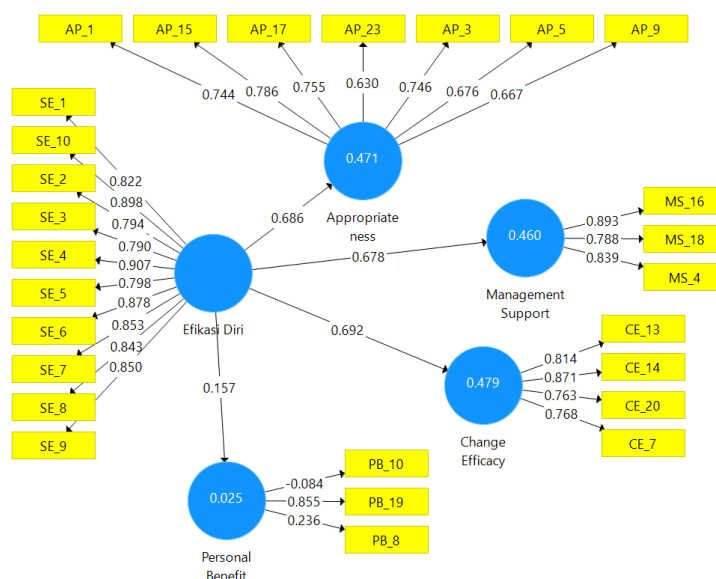 AP_1
AP_15
AP_17
AP_23
AP_3
AP_5
AP_9
0.744
0.786
0.755
0.630
0.746
0.676
0.667
0.471
Appropriate
ness
SE_1
SE_10
SE_2
SE_3
SE_4
SE_5
SE_6
SE_7
SE_8
SE_9
0.822
0.898
0.794
0.790
0.907
0.798
0.878
0.853
0.843
0.850
Efikasi Diri
0.686
0.678
0.692
0.157
0.460
Management
Support
0.893
0.788
0.839
MS_16
MS_18
MS_4
0.479
Change
Efficacy
0.814
0.871
0.763
0.768
CE_13
CE_14
CE_20
CE_7
0.025
Personal
Benefit
-0.084
0.855
0.236
PB_10
PB_19
PB_8